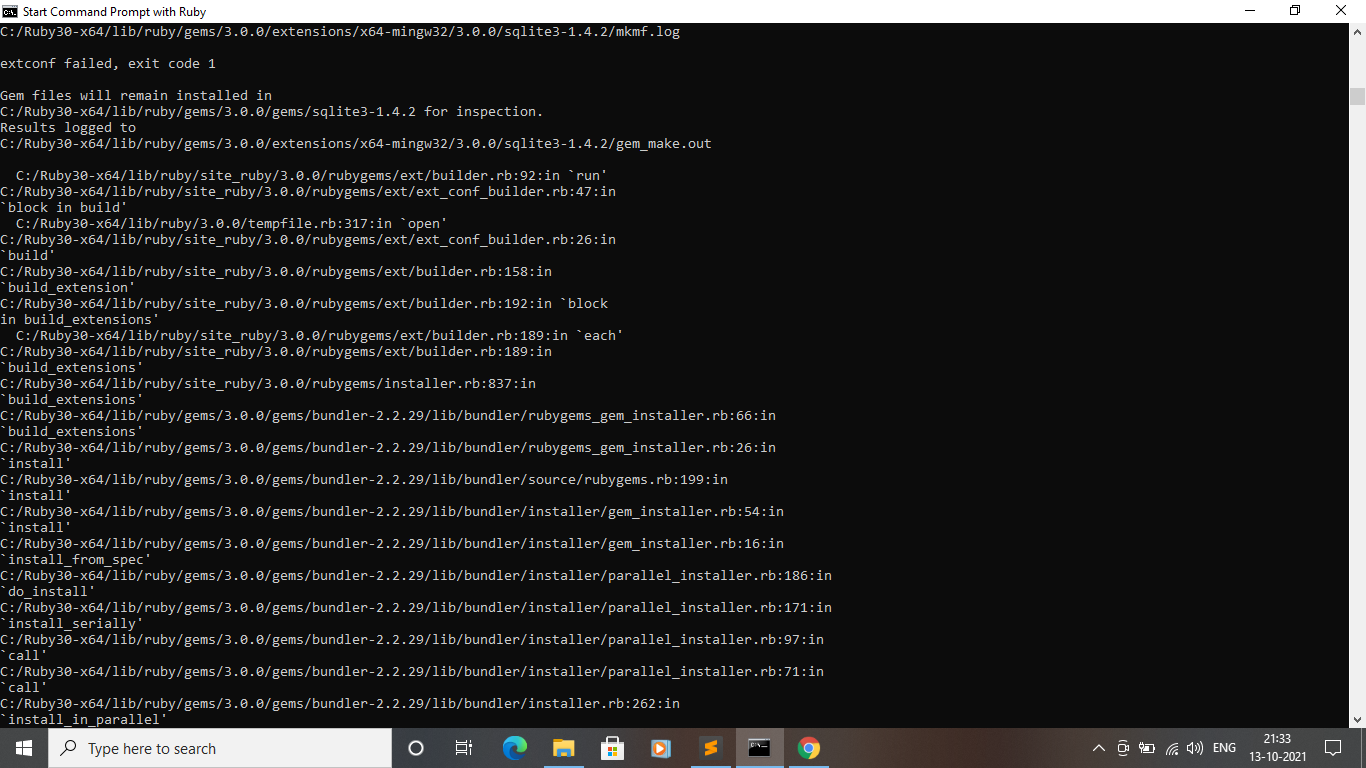 Start Command Prompt with Ruby
C:/Ruby30-x64/lib/ruby/gems/3.0.0/extensions/x64-mingw32/3.0.0/sqlite3-1.4.2/mkmf.log
extconf failed, exit code 1
Gem files will remain installed in
C:/Ruby30-x64/lib/ruby/gems/3.0.0/gems/sqlite3-1.4.2 for inspection.
Results logged to
C:/Ruby30-x64/lib/ruby/gems/3.0.0/extensions/x64-mingw32/3.0.0/sqlite3-1.4.2/gem_make.out
C:/Ruby30-x64/lib/ruby/site_ruby/3.0.0/rubygems/ext/builder.rb:92:in `run'
C:/Ruby30-x64/lib/ruby/site_ruby/3.0.0/rubygems/ext/ext_conf_builder.rb:47:in
`block in build'
C:/Ruby30-x64/lib/ruby/3.0.0/tempfile.rb:317:in `open'
C:/Ruby30-x64/lib/ruby/site_ruby/3.0.0/rubygems/ext/ext_conf_builder.rb:26:in
`build'
C:/Ruby30-x64/lib/ruby/site_ruby/3.0.0/rubygems/ext/builder.rb:158:in
`build_extension'
C:/Ruby30-x64/lib/ruby/site_ruby/3.0.0/rubygems/ext/builder.rb:192:in `block
in build_extensions'
C:/Ruby30-x64/lib/ruby/site_ruby/3.0.0/rubygems/ext/builder.rb:189:in `each'
C:/Ruby30-x64/lib/ruby/site_ruby/3.0.0/rubygems/ext/builder.rb:189:in
`build_extensions'
C:/Ruby30-x64/lib/ruby/site_ruby/3.0.0/rubygems/installer.rb:837:in
`build_extensions'
C:/Ruby30-x64/lib/ruby/gems/3.0.0/gems/bundler-2.2.29/lib/bundler/rubygems_gem_installer.rb:66:in
`build_extensions'
C:/Ruby30-x64/lib/ruby/gems/3.0.0/gems/bundler-2.2.29/lib/bundler/rubygems_gem_installer.rb:26:in
`install'
C:/Ruby30-x64/lib/ruby/gems/3.0.0/gems/bundler-2.2.29/lib/bundler/source/rubygems.rb:199:in
`install'
C:/Ruby30-x64/lib/ruby/gems/3.0.0/gems/bundler-2.2.29/lib/bundler/installer/gem_installer.rb:54:in
`install'
C:/Ruby30-x64/lib/ruby/gems/3.0.0/gems/bundler-2.2.29/lib/bundler/installer/gem_installer.rb:16:in
`install_from_spec'
C:/Ruby30-x64/lib/ruby/gems/3.0.0/gems/bundler-2.2.29/lib/bundler/installer/parallel_installer.rb:186:in
`do_install'
C:/Ruby30-x64/lib/ruby/gems/3.0.0/gems/bundler-2.2.29/lib/bundler/installer/parallel_installer.rb:171:in
`install_serially'
C:/Ruby30-x64/lib/ruby/gems/3.0.0/gems/bundler-2.2.29/lib/bundler/installer/parallel_installer.rb:97:in
`call'
C:/Ruby30-x64/lib/ruby/gems/3.0.0/gems/bundler-2.2.29/lib/bundler/installer/parallel_installer.rb:71:in
`call'
C:/Ruby30-x64/lib/ruby/gems/3.0.0/gems/bundler-2.2.29/lib/bundler/installer.rb:262:in
`install_in_parallel'
Type here to search
ENG
21:33
13-10-2021